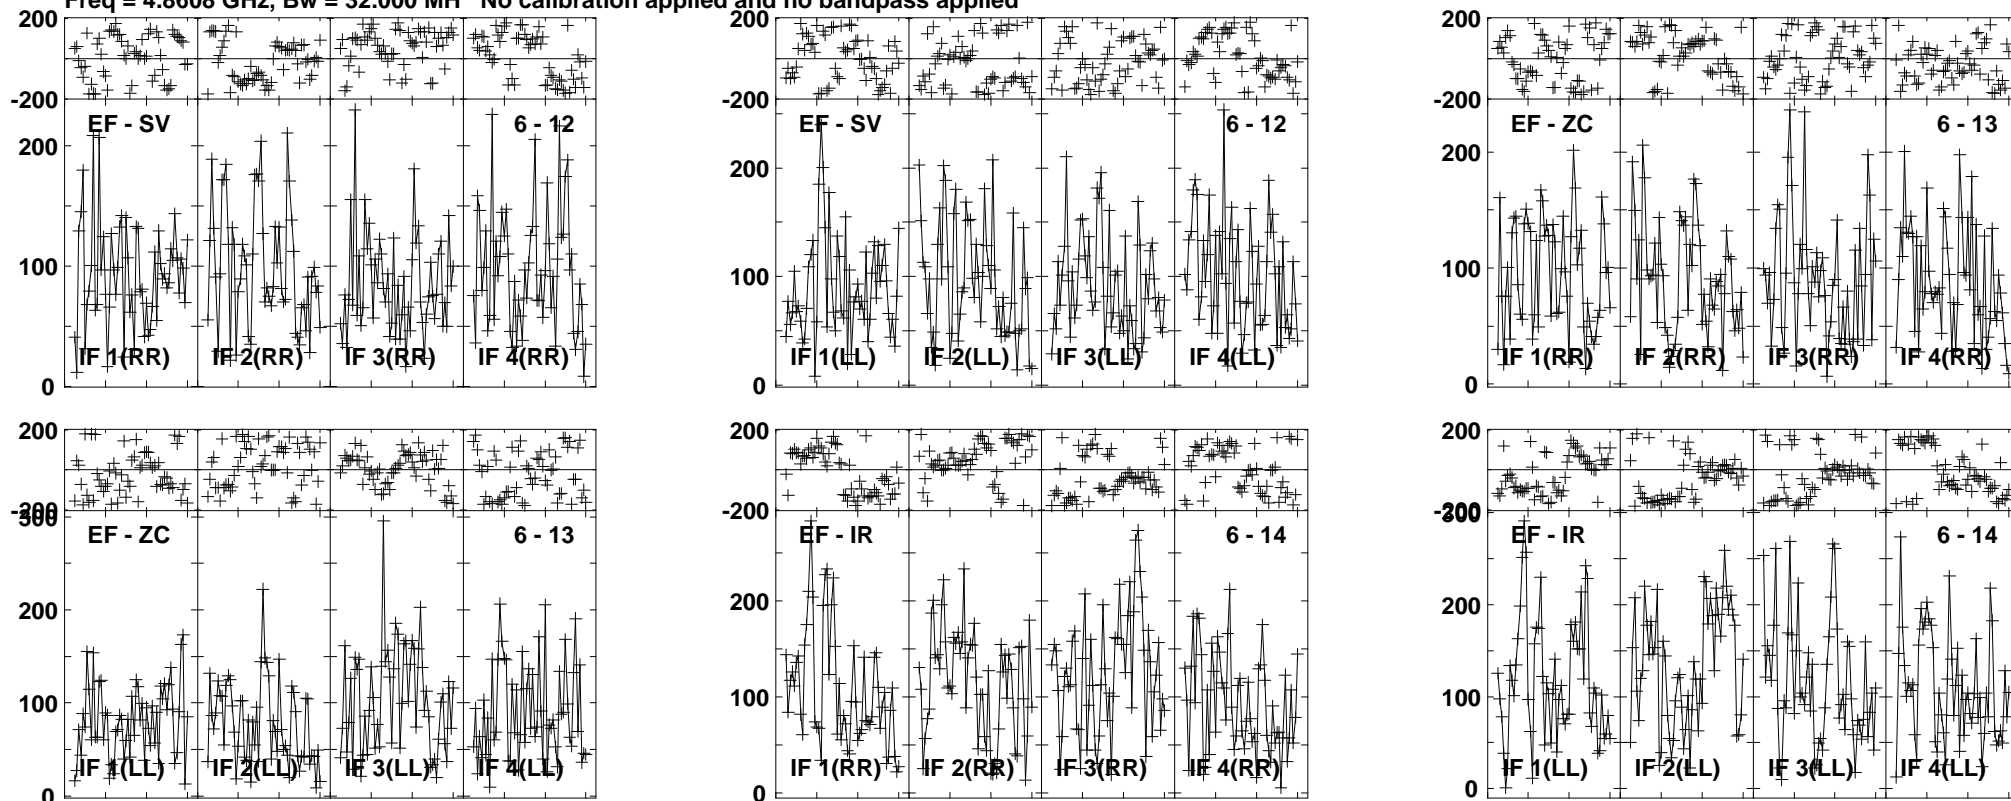 Freq = 4.8608 GHz, Bw = 32.000 MH No calibration applied and no bandpass applied
200
-200
EF - SV 6 - 12
200
100
0
IF 1(RR) IF 2(RR) IF 3(RR) IF 4(RR)
200
-200
EF - SV 6 - 12
200
100
0
IF 1(LL) IF 2(LL) IF 3(LL) IF 4(LL)
200
-200
EF - ZC 6 - 13
200
100
0
IF 1(RR) IF 2(RR) IF 3(RR) IF 4(RR)
200
-200
300
EF - ZC 6 - 13
200
100
0
IF 1(LL) IF 2(LL) IF 3(LL) IF 4(LL)
200
-200
EF - IR 6 - 14
200
100
0
IF 1(RR) IF 2(RR) IF 3(RR) IF 4(RR)
200
-200
300
EF - IR 6 - 14
200
100
0
IF 1(LL) IF 2(LL) IF 3(LL) IF 4(LL)